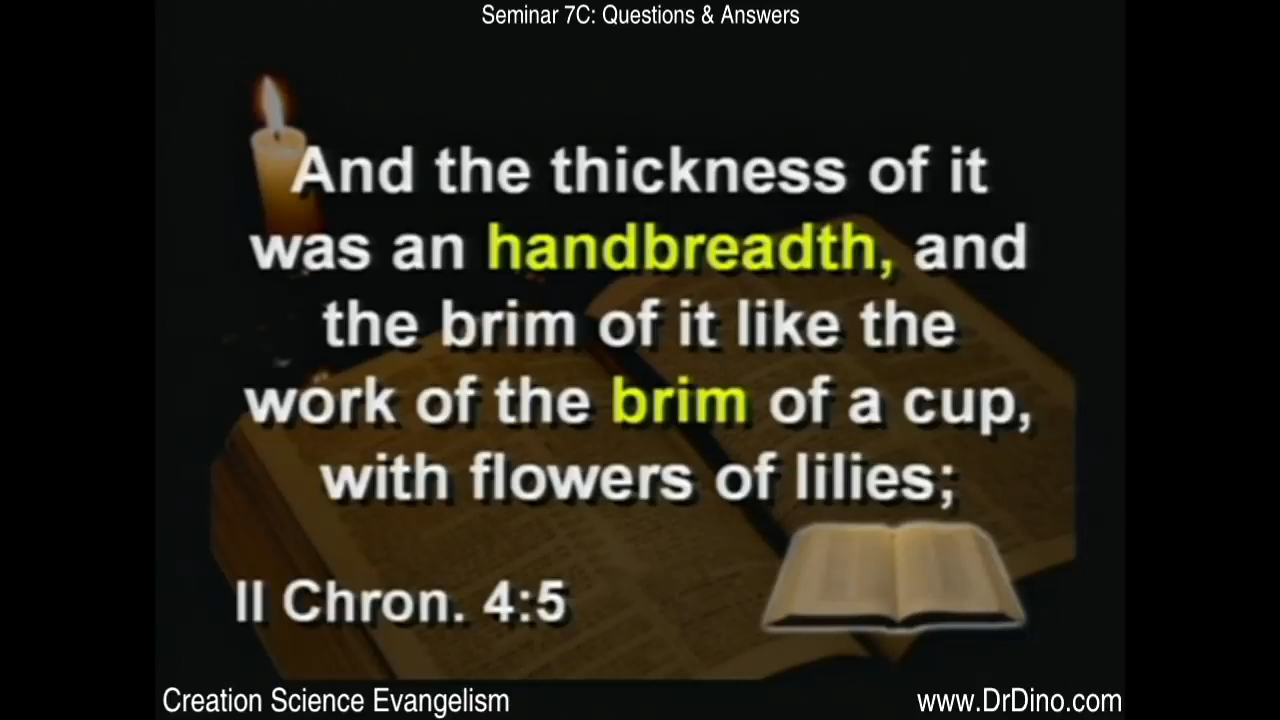 Seminar 7C: Questions & Answers
And the thickness of it
was an handbreadth, and
the brim of it like the
work of the brim of a cup,
with flowers of lilies;
II Chron. 4:5
Creation Science Evangelism
www.DrDino.com